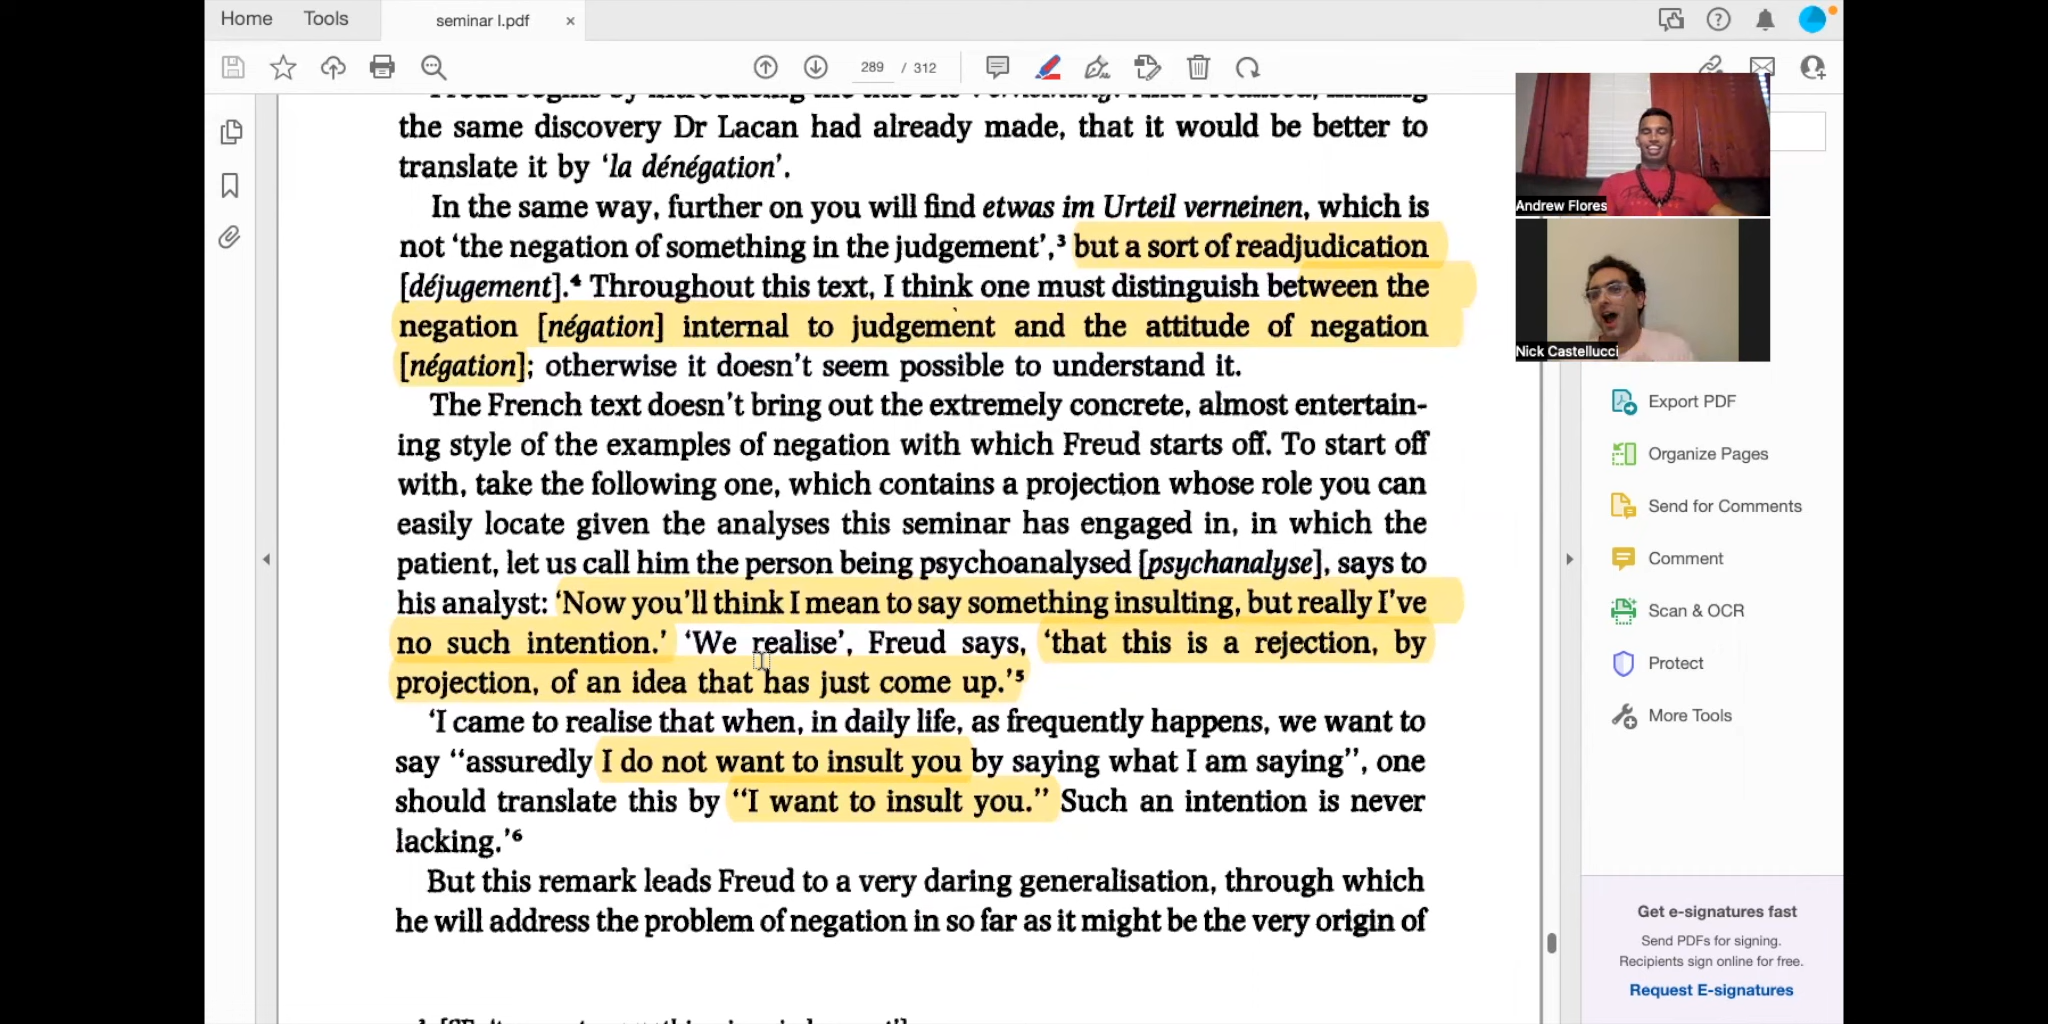 Home Tools seminar I.pdf ×
289 / 312
the same discovery Dr Lacan had already made, that it would be better to
translate it by ‘la dénégation’.
In the same way, further on you will find etwas im Urteil verneinen, which is
not ‘the negation of something in the judgement’,³ but a sort of readjudication
[déjugement].⁴ Throughout this text, I think one must distinguish between the
negation [négation] internal to judgement and the attitude of negation
[négation]; otherwise it doesn’t seem possible to understand it.
The French text doesn’t bring out the extremely concrete, almost entertain-
ing style of the examples of negation with which Freud starts off. To start off
with, take the following one, which contains a projection whose role you can
easily locate given the analyses this seminar has engaged in, in which the
patient, let us call him the person being psychoanalysed [psychanalyse], says to
his analyst: ‘Now you’ll think I mean to say something insulting, but really I’ve
no such intention.’ ‘We realise’, Freud says, ‘that this is a rejection, by
projection, of an idea that has just come up.’⁵
‘I came to realise that when, in daily life, as frequently happens, we want to
say “assuredly I do not want to insult you by saying what I am saying”, one
should translate this by “I want to insult you.” Such an intention is never
lacking.’⁶
But this remark leads Freud to a very daring generalisation, through which
he will address the problem of negation in so far as it might be the very origin of
Andrew Flores
Nick Castellucci
Export PDF
Organize Pages
Send for Comments
Comment
Scan & OCR
Protect
More Tools
Get e-signatures fast
Send PDFs for signing.
Recipients sign online for free.
Request E-signatures